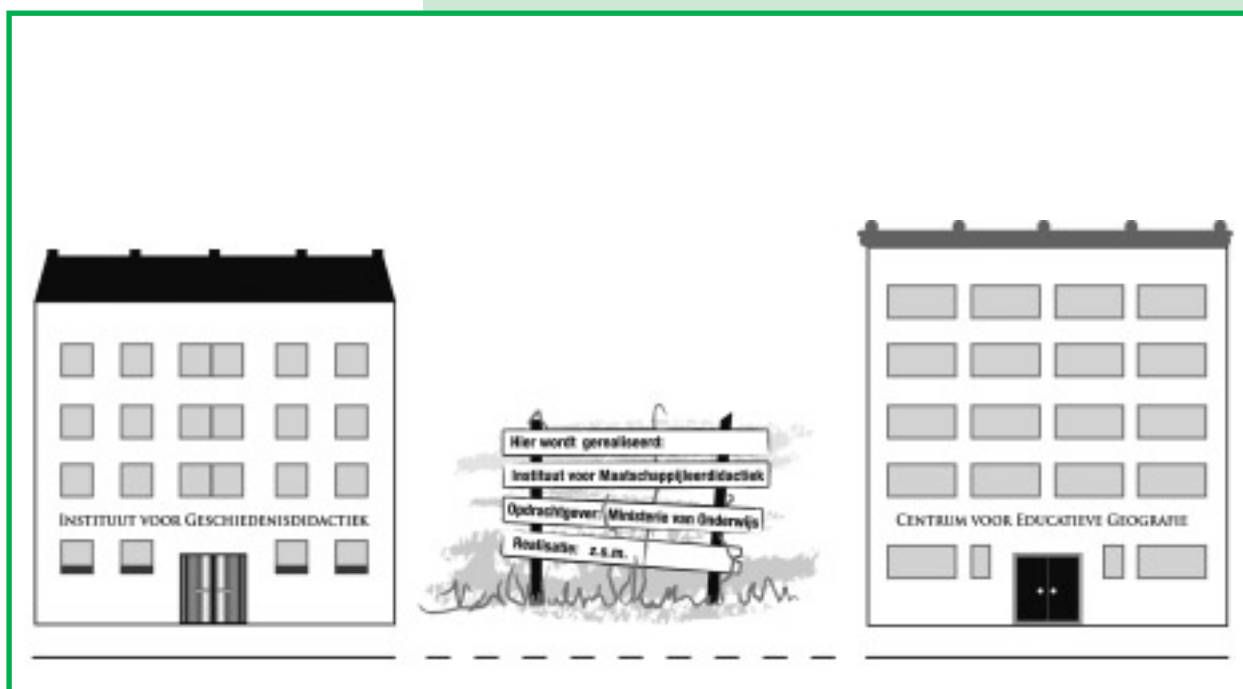 INSTITUUT VOOR GESCHIEDENISDIDACTIEK
Hier wordt gerealiseerd:
Instituut voor Maatschappijleerdidactiek
Opdrachtgever: Ministerie van Onderwijs
Realisatie: z.s.m.
CENTRUM VOOR EDUCATIEVE GEOGRAFIE